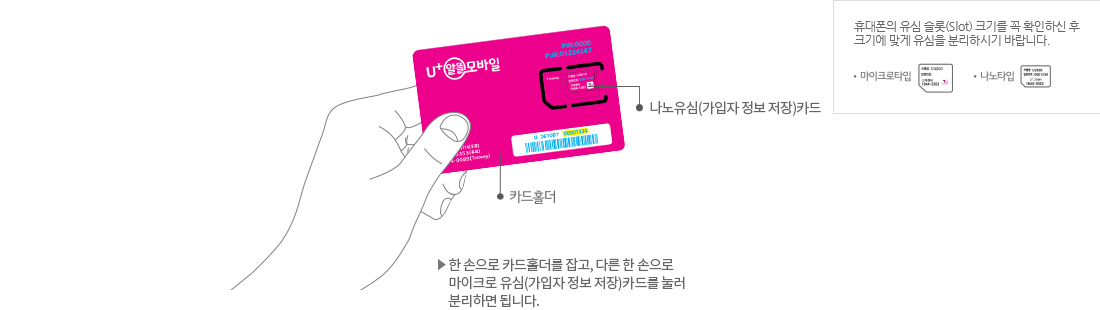 휴대폰의 유심 슬롯(Slot) 크기를 꼭 확인하신 후
크기에 맞게 유심을 분리하시기 바랍니다.
마이크로타입
나노타입
PIN:0000
PUK:01234567
U+알뜰모바일
나노유심(가입자 정보 저장)카드
카드홀더
한 손으로 카드홀더를 잡고, 다른 한 손으로
마이크로 유심(가입자 정보 저장)카드를 눌러
분리하면 됩니다.